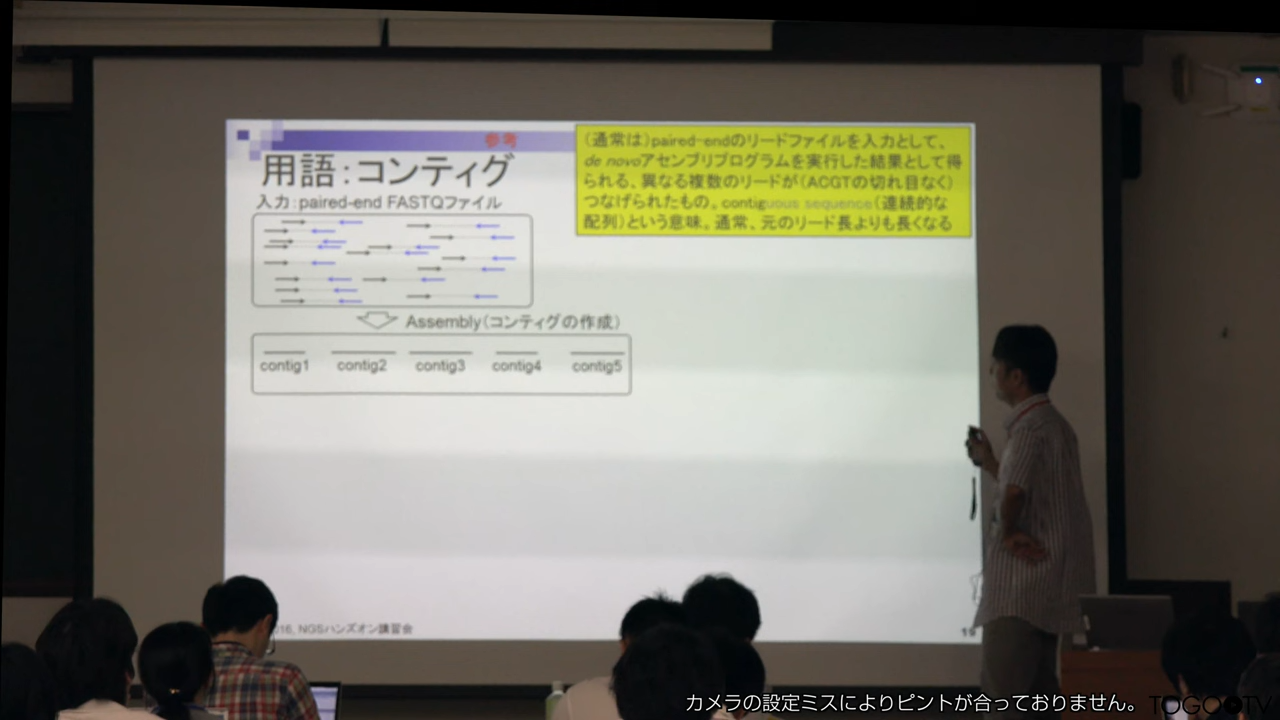 参考
用語:コンティグ
入力:paired-end FASTQファイル
(通常は)paired-endのリードファイルを入力として、
de novoアセンブリプログラムを実行した結果として得
られる、異なる複数のリードが(ACGTの切れ目なく)
つなげられたもの。contiguous sequence(連続的な
配列)という意味。通常、元のリード長よりも長くなる
Assembly(コンティグの作成)
contig1 contig2 contig3 contig4 contig5
16, NGSハンズオン講習会
19
カメラの設定ミスによりピントが合っておりません。
TOGOTV